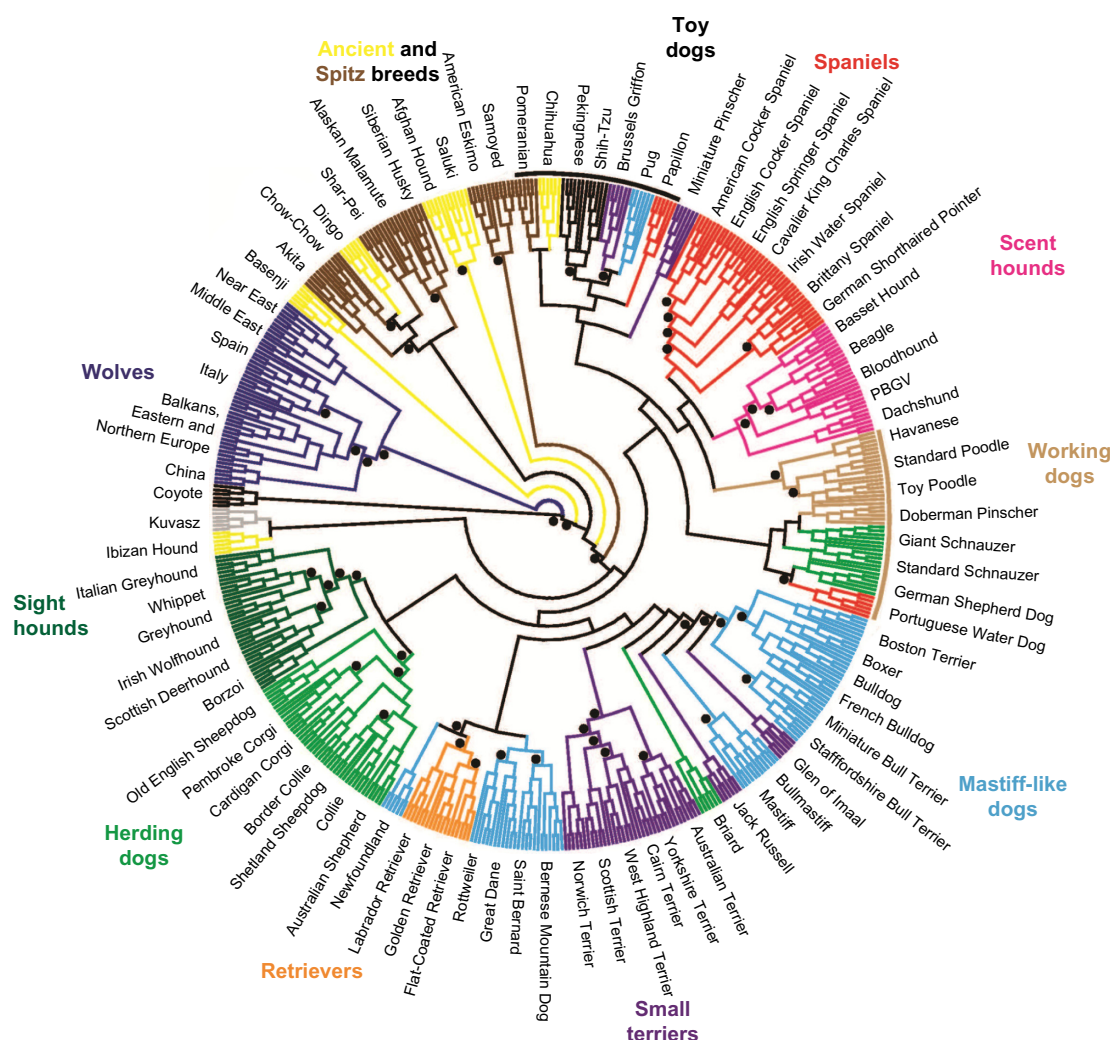 Ancient and
Spitz breeds
Toy
dogs
Spaniels
Scent
hounds
Working
dogs
Mastiff-like
dogs
Small
terriers
Retrievers
Herding
dogs
Sight
hounds
Wolves
Pomeranian
Chihuahua
Pekingnese
Shih-Tzu
Brussels Griffon
Pug
Papillon
Miniature Pinscher
American Cocker Spaniel
English Cocker Spaniel
English Springer Spaniel
Cavalier King Charles Spaniel
Irish Water Spaniel
Brittany Spaniel
German Shorthaired Pointer
Basset Hound
Beagle
Bloodhound
PBGV
Dachshund
Havanese
Standard Poodle
Toy Poodle
Doberman Pinscher
Giant Schnauzer
Standard Schnauzer
German Shepherd Dog
Portuguese Water Dog
Boston Terrier
Boxer
Bulldog
French Bulldog
Miniature Bull Terrier
Staffordshire Bull Terrier
Glen of Imaal
Bullmastiff
Mastiff
Jack Russell
Briard
Australian Terrier
Yorkshire Terrier
Cairn Terrier
West Highland Terrier
Scottish Terrier
Norwich Terrier
Bernese Mountain Dog
Saint Bernard
Great Dane
Rottweiler
Flat-Coated Retriever
Golden Retriever
Labrador Retriever
Newfoundland
Australian Shepherd
Collie
Shetland Sheepdog
Border Collie
Cardigan Corgi
Pembroke Corgi
Old English Sheepdog
Borzoi
Scottish Deerhound
Irish Wolfhound
Greyhound
Whippet
Italian Greyhound
Ibizan Hound
Kuvasz
Coyote
China
Balkans,
Eastern and
Northern Europe
Italy
Spain
Middle East
Near East
Basenji
Akita
Chow-Chow
Dingo
Shar-Pei
Alaskan Malamute
Siberian Husky
Afghan Hound
Saluki
American Eskimo
Samoyed